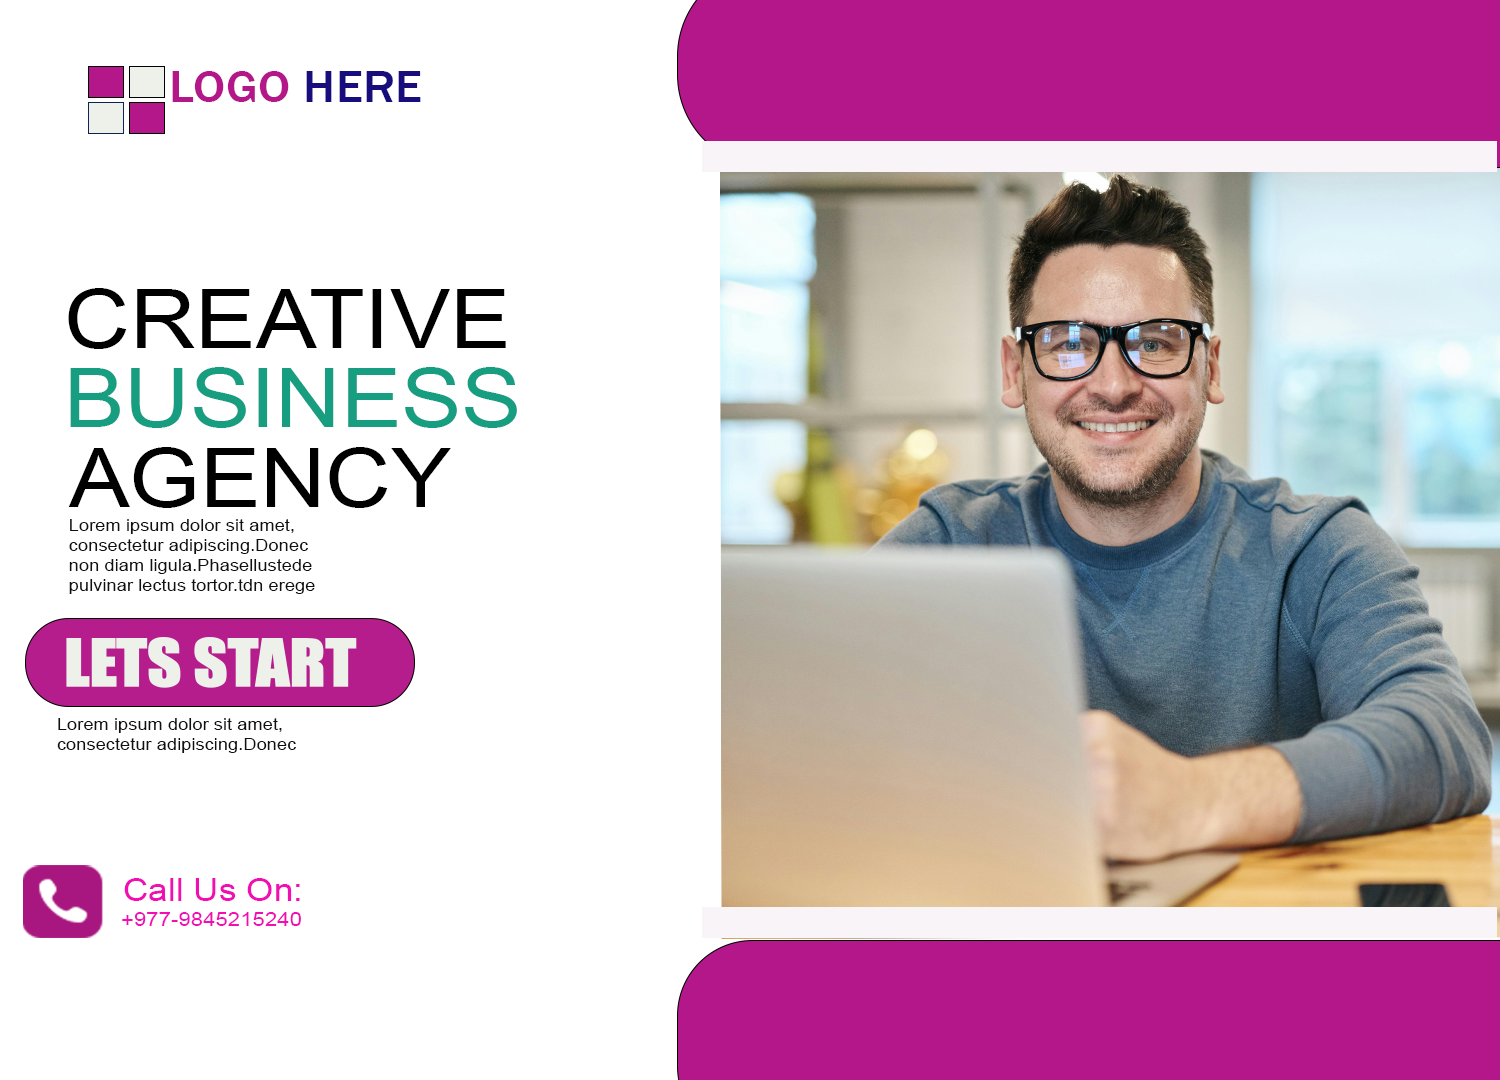 LOGO HERE
CREATIVE
BUSINESS
AGENCY
Lorem ipsum dolor sit amet,
consectetur adipiscing.Donec
non diam ligula.Phasellustede
pulvinar lectus tortor.tdn erege
LETS START
Lorem ipsum dolor sit amet,
consectetur adipiscing.Donec
Call Us On:
+977-9845215240